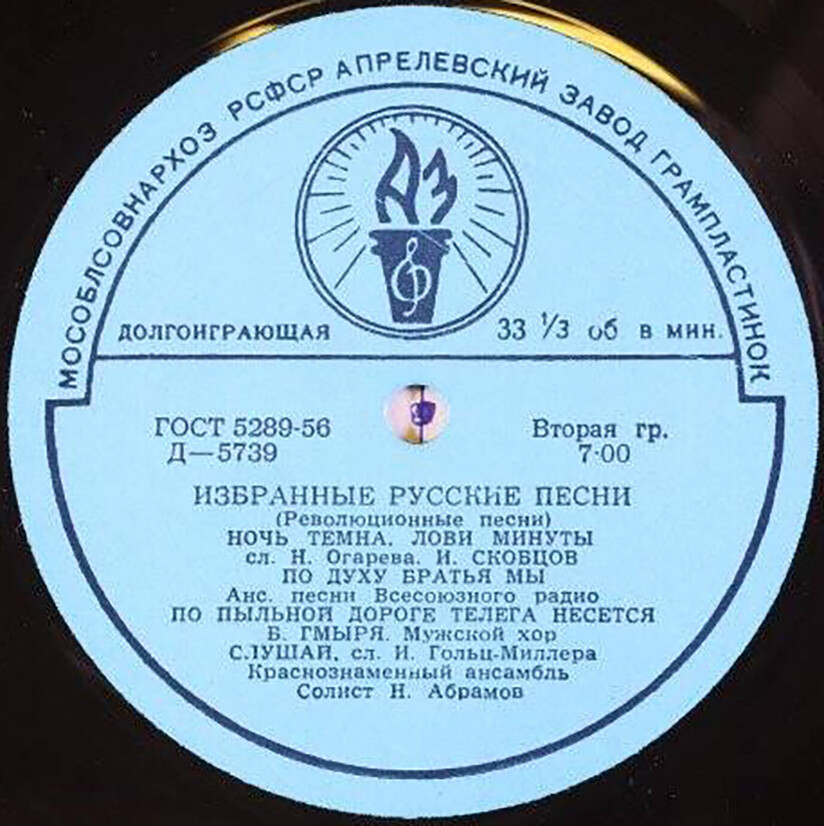 МОСОБЛСОВНАРХОЗ РСФСР АПРЕЛЕВСКИЙ ЗАВОД ГРАМПЛАСТИНОК
АЗ
ДОЛГОИГРАЮЩАЯ 33 1/3 об в мин.
ГОСТ 5289-56 Вторая гр.
Д—5739 7·00
ИЗБРАННЫЕ РУССКИЕ ПЕСНИ
(Революционные песни)
НОЧЬ ТЕМНА. ЛОВИ МИНУТЫ
сл. Н. Огарева. И. СКОБЦОВ
ПО ДУХУ БРАТЬЯ МЫ
Анс. песни Всесоюзного радио
ПО ПЫЛЬНОЙ ДОРОГЕ ТЕЛЕГА НЕСЕТСЯ
Б. ГМЫРЯ. Мужской хор
СЛУШАЙ, сл. И. Гольц-Миллера
Краснознаменный ансамбль
Солист Н. Абрамов